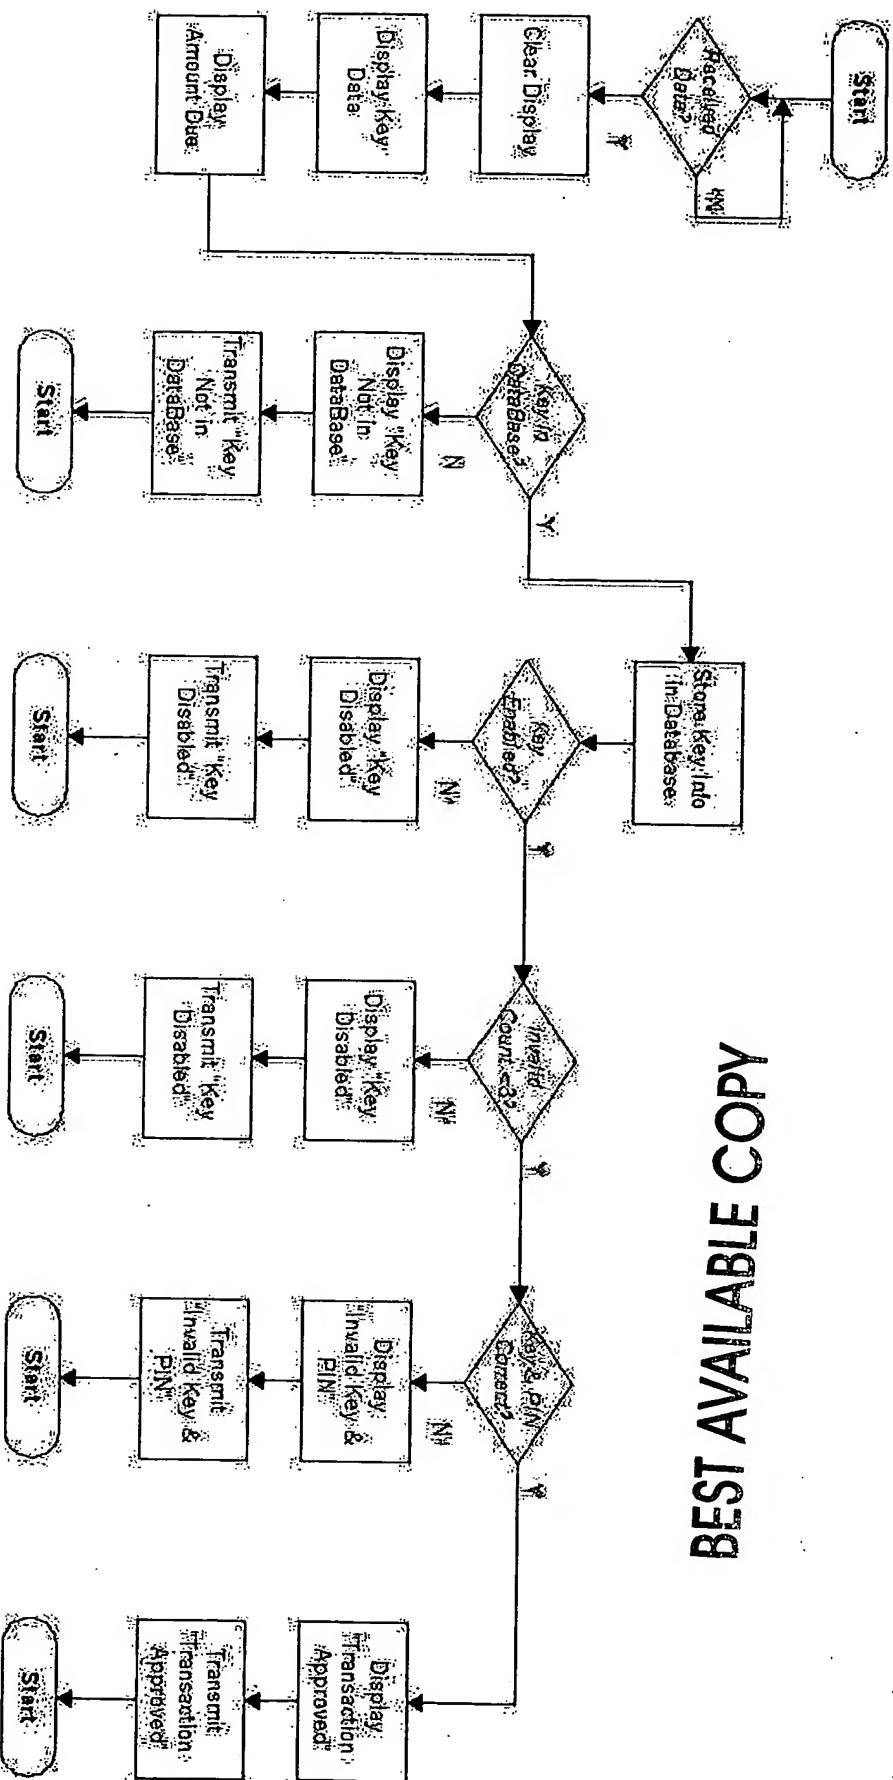 BEST AVAILABLE COPY
Start
Received
Data?
N
Y
Clear Display
Display Key
Data
Display
Amount Due
Key in
DataBase?
N
Y
Display "Key
Not in
DataBase"
Transmit "Key
Not in
DataBase"
Start
Store Key Info
in Database
Key
Enabled?
N
Y
Display "Key
Disabled"
Transmit "Key
Disabled"
Start
Invalid
Count <3?
N
Y
Display "Key
Disabled"
Transmit "Key
Disabled"
Start
Key & PIN
Correct?
N
Y
Display
"Invalid Key &
PIN"
Transmit
"Invalid Key &
PIN"
Start
Display
"Transaction
Approved"
Transmit
"Transaction
Approved"
Start